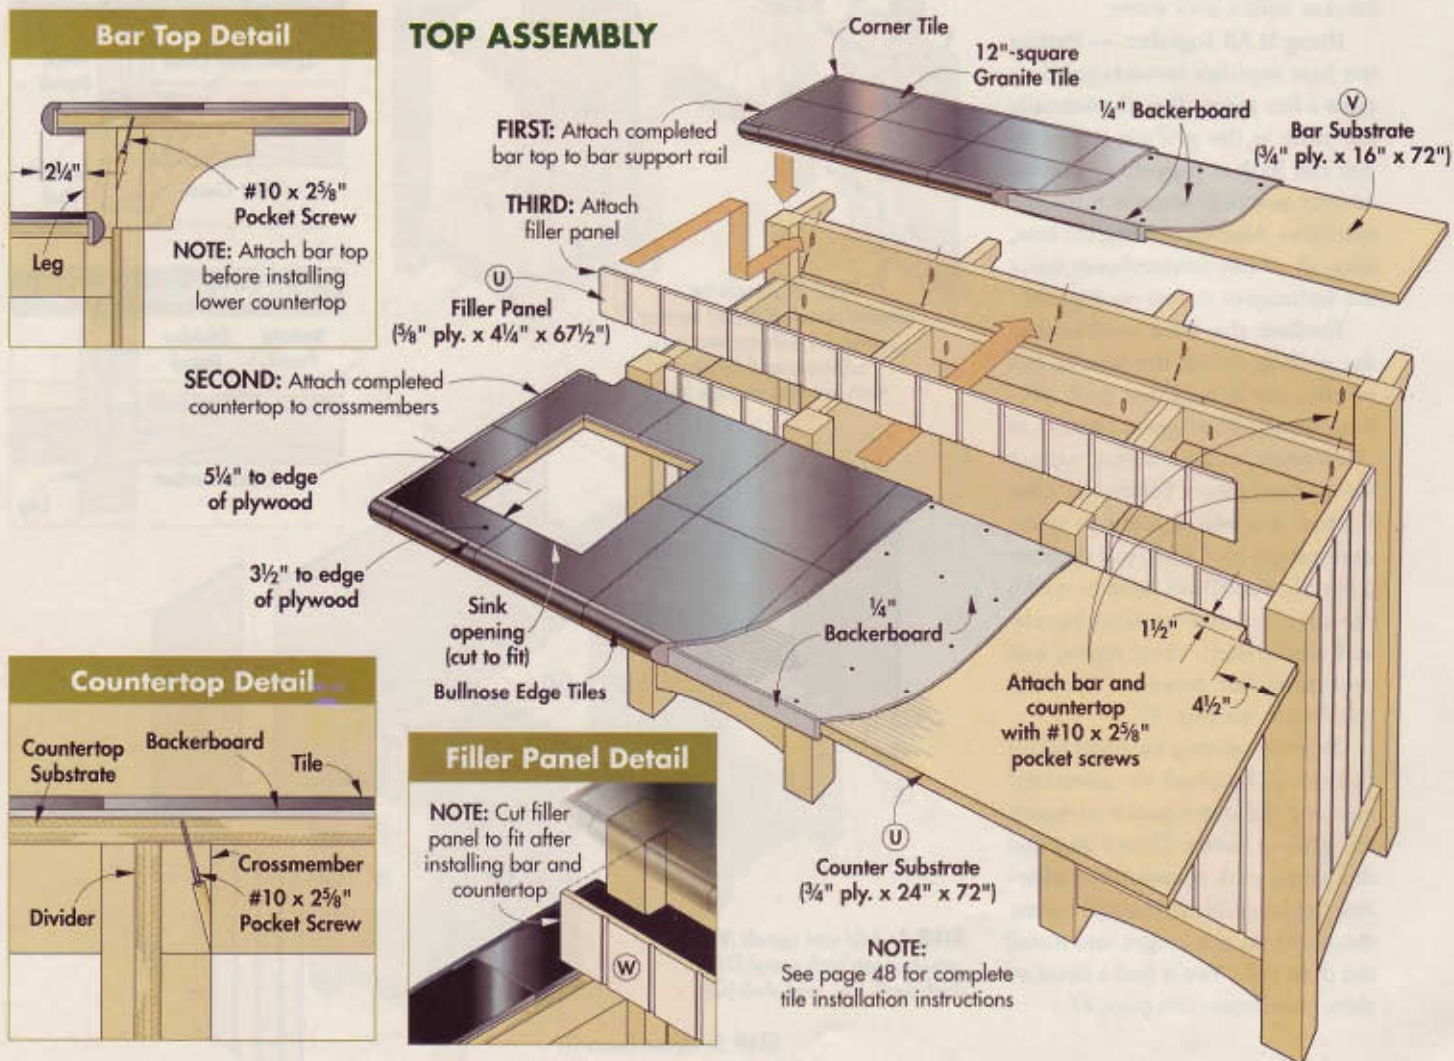 Bar Top Detail
2¼"
#10 x 2⅝"
Pocket Screw
Leg
NOTE: Attach bar top
before installing
lower countertop
TOP ASSEMBLY
Corner Tile
12"-square
Granite Tile
¼" Backerboard
V
Bar Substrate
(¾" ply. x 16" x 72")
FIRST: Attach completed
bar top to bar support rail
THIRD: Attach
filler panel
U
Filler Panel
(⅝" ply. x 4¼" x 67½")
SECOND: Attach completed
countertop to crossmembers
5¼" to edge
of plywood
3½" to edge
of plywood
Sink
opening
(cut to fit)
Bullnose Edge Tiles
¼"
Backerboard
1½"
4½"
Attach bar and
countertop
with #10 x 2⅝"
pocket screws
U
Counter Substrate
(¾" ply. x 24" x 72")
NOTE:
See page 48 for complete
tile installation instructions
Countertop Detail
Countertop
Substrate
Backerboard
Tile
Crossmember
#10 x 2⅝"
Pocket Screw
Divider
Filler Panel Detail
NOTE: Cut filler
panel to fit after
installing bar and
countertop
W